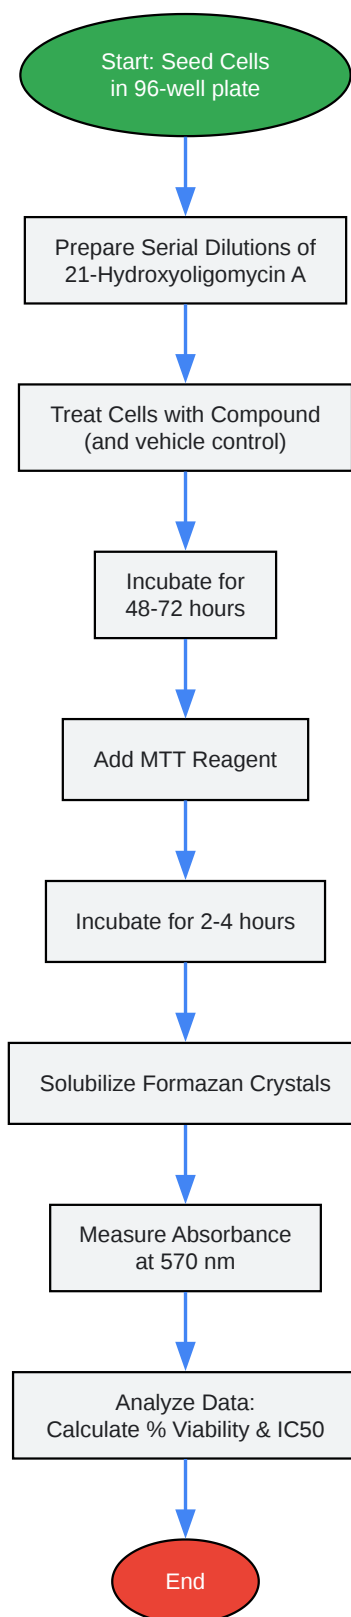 Start: Seed Cells
in 96-well plate
Prepare Serial Dilutions of
21-Hydroxyoligomycin A
Treat Cells with Compound
(and vehicle control)
Incubate for
48-72 hours
Add MTT Reagent
Incubate for 2-4 hours
Solubilize Formazan Crystals
Measure Absorbance
at 570 nm
Analyze Data:
Calculate % Viability & IC50
End